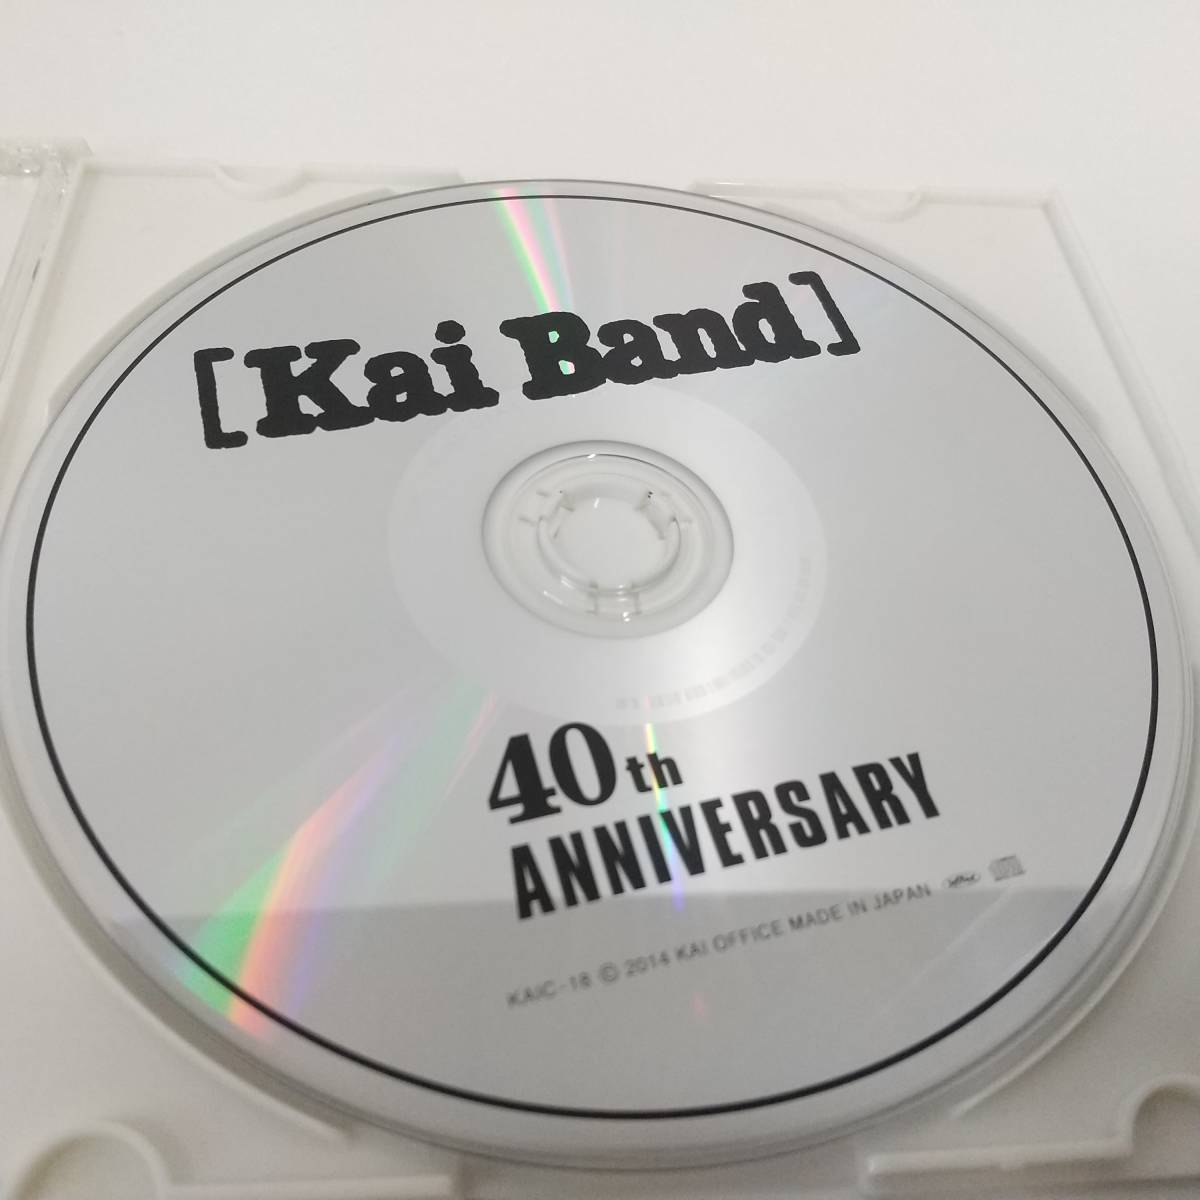 [Kai Band]
40th
ANNIVERSARY
KAIC-18 © 2014 KAI OFFICE MADE IN JAPAN